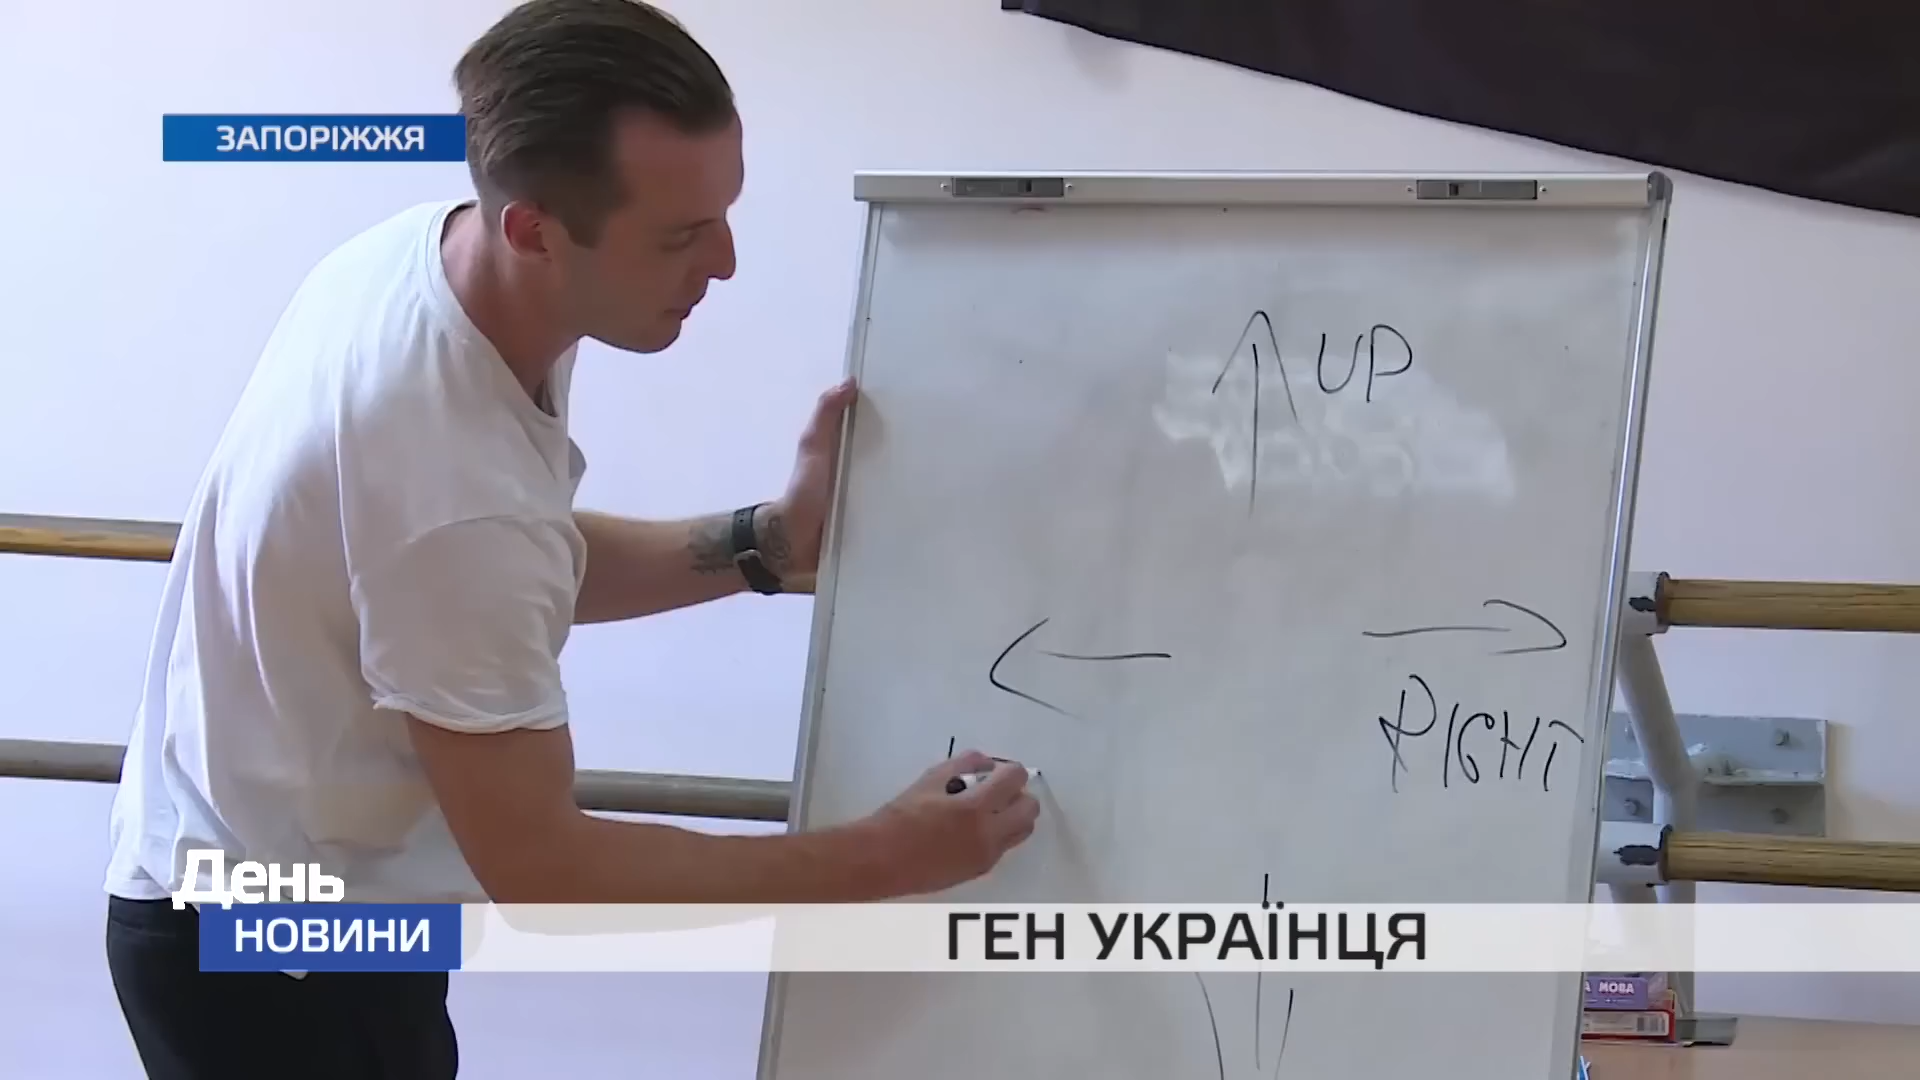 ЗАПОРІЖЖЯ
UP
RIGHT
День
НОВИНИ
ГЕН УКРАЇНЦЯ
МОВА